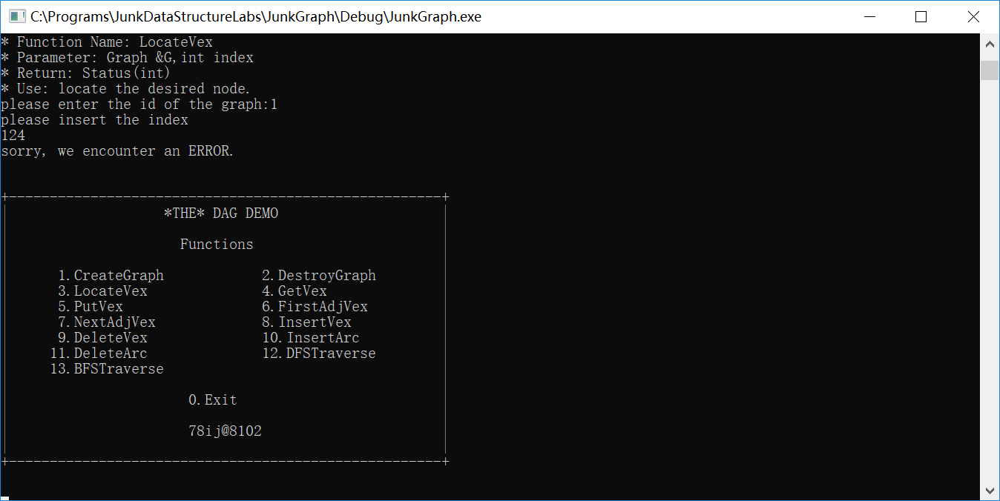 C:\Programs\JunkDataStructureLabs\JunkGraph\Debug\JunkGraph.exe
* Function Name: LocateVex
* Parameter: Graph &G,int index
* Return: Status(int)
* Use: locate the desired node.
please enter the id of the graph:1
please insert the index
124
sorry, we encounter an ERROR.
+------------------------------------------------------+
*THE* DAG DEMO
Functions
1.CreateGraph 2.DestroyGraph
3.LocateVex 4.GetVex
5.PutVex 6.FirstAdjVex
7.NextAdjVex 8.InsertVex
9.DeleteVex 10.InsertArc
11.DeleteArc 12.DFSTraverse
13.BFSTraverse
0.Exit
78ij@8102
+------------------------------------------------------+